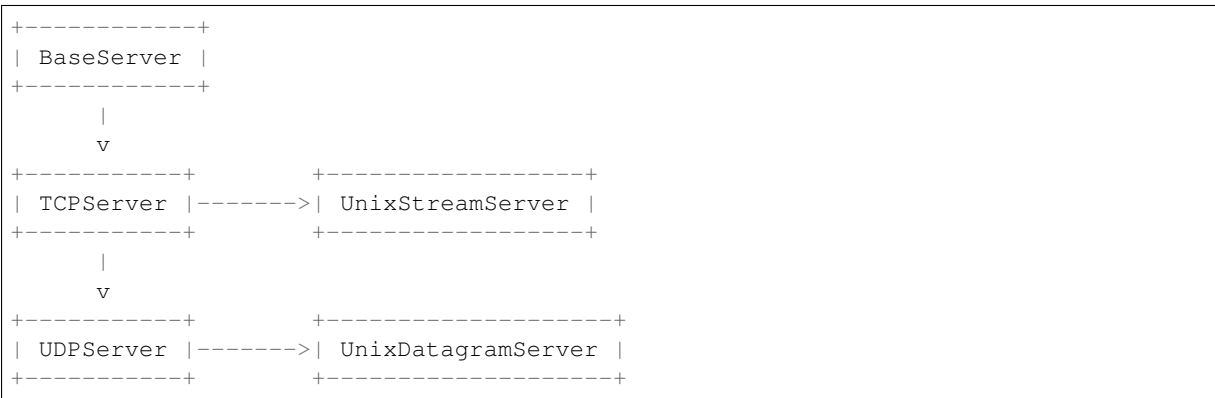 +------------+
| BaseServer |
+------------+
      |
      v
+-----------+        +------------------+
| TCPServer |------->| UnixStreamServer |
+-----------+        +------------------+
      |
      v
+-----------+        +--------------------+
| UDPServer |------->| UnixDatagramServer |
+-----------+        +--------------------+